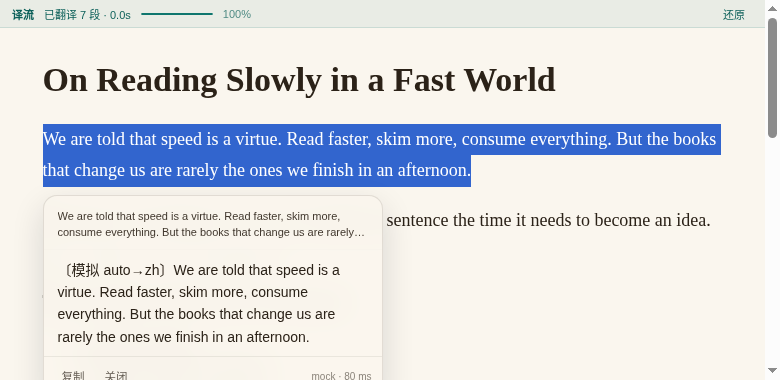 译流 已翻译 7 段 · 0.0s 100% 还原
On Reading Slowly in a Fast World
We are told that speed is a virtue. Read faster, skim more, consume everything. But the books
that change us are rarely the ones we finish in an afternoon.
sentence the time it needs to become an idea.
We are told that speed is a virtue. Read faster, skim more,
consume everything. But the books that change us are rarely…
〔模拟 auto→zh〕We are told that speed is a
virtue. Read faster, skim more, consume
everything. But the books that change us are
rarely the ones we finish in an afternoon.
复制 关闭 mock · 80 ms